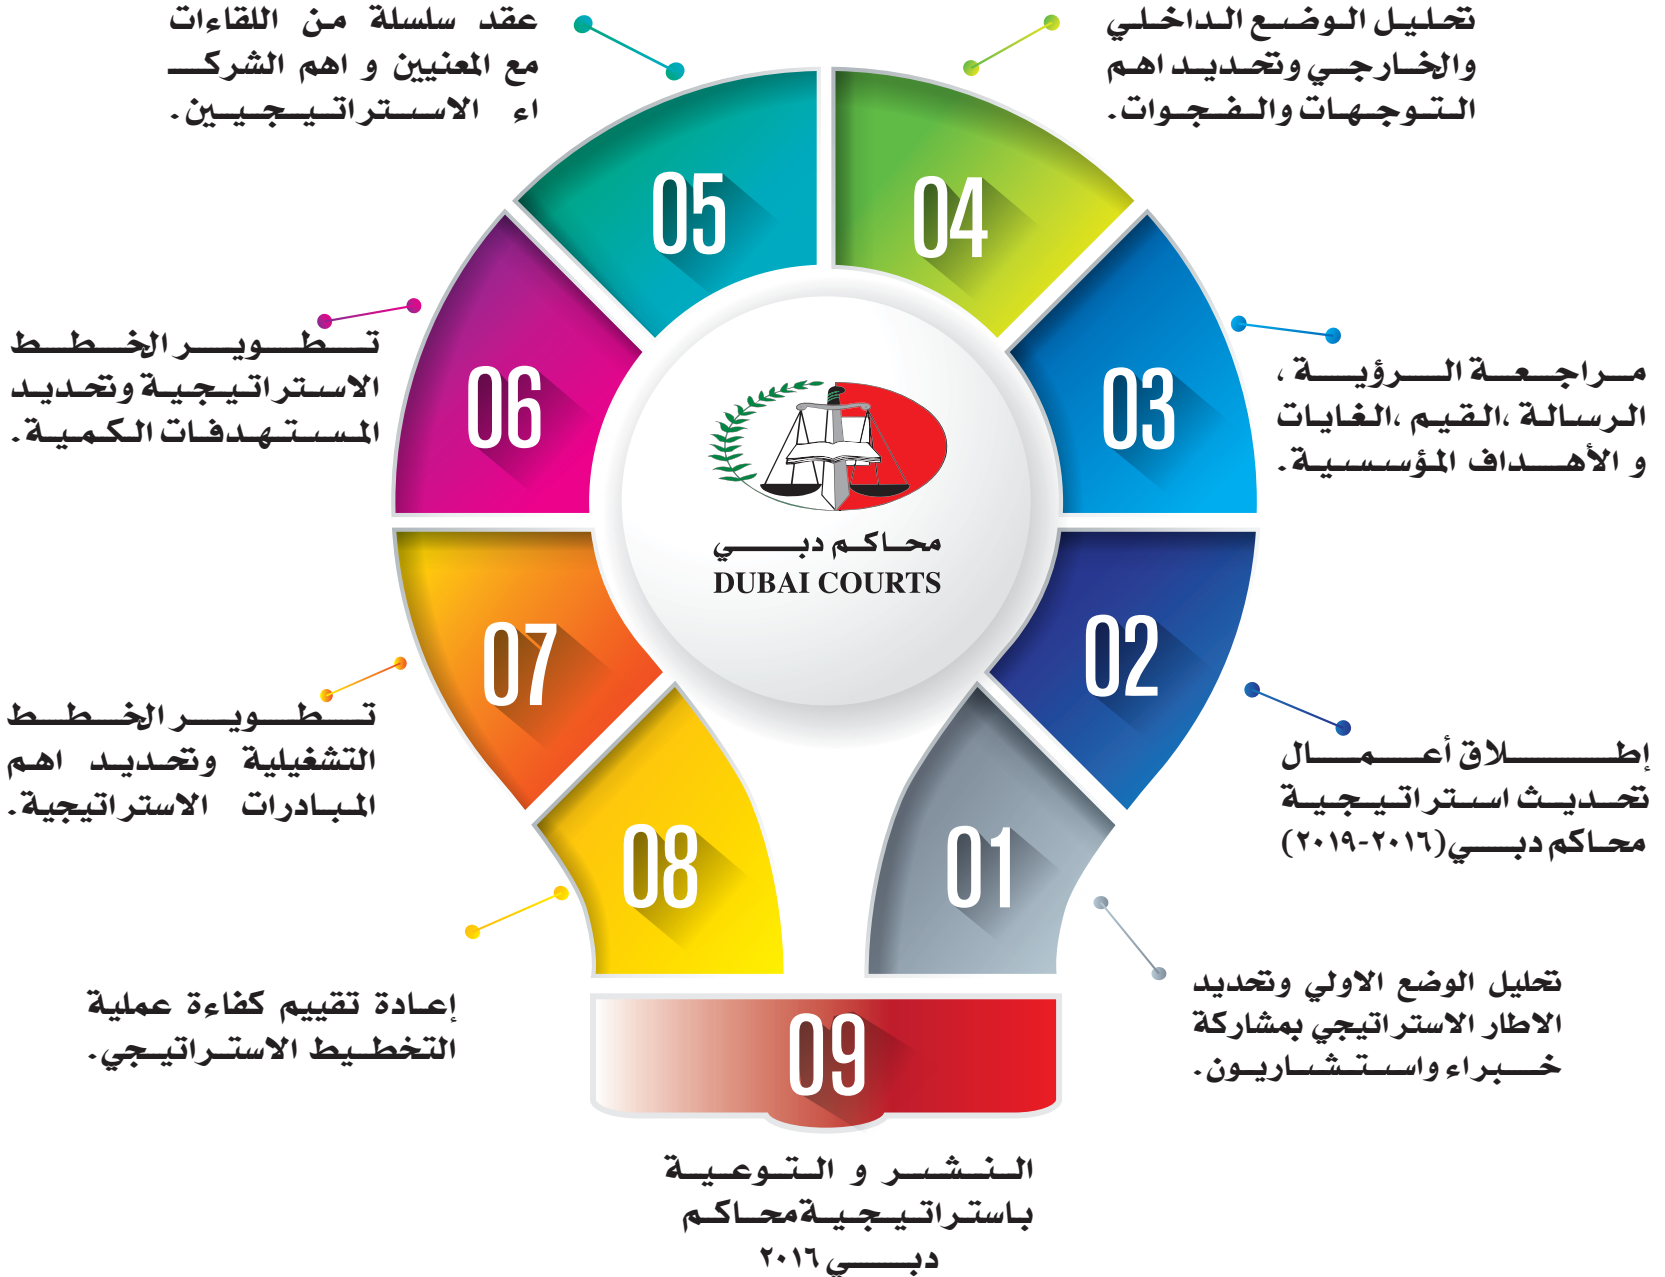 عقد سلسلة من اللقاءات
مع المعنيين و اهم الشرك
اء الاستراتيجيين.
تحليل الوضع الداخلي
والخارجي وتحديد اهم
التوجهات والفجوات.
05
04
تطوير الخطط
الاستراتيجية وتحديد
المستهدفات الكمية.
06
03
مراجعة الرؤية ،
الرسالة ،القيم ،الغايات
و الأهداف المؤسسية.
محاكم دبي
DUBAI COURTS
07
02
تطوير الخطط
التشغيلية وتحديد اهم
المبادرات الاستراتيجية.
إطلاق أعمال
تحديث استراتيجية
محاكم دبي(٢٠١٦-٢٠١٩)
08
01
إعادة تقييم كفاءة عملية
التخطيط الاستراتيجي.
تحليل الوضع الاولي وتحديد
الاطار الاستراتيجي بمشاركة
خبراء واستشاريون.
09
النشر و التوعية
باستراتيجية محاكم
دبي ٢٠١٦